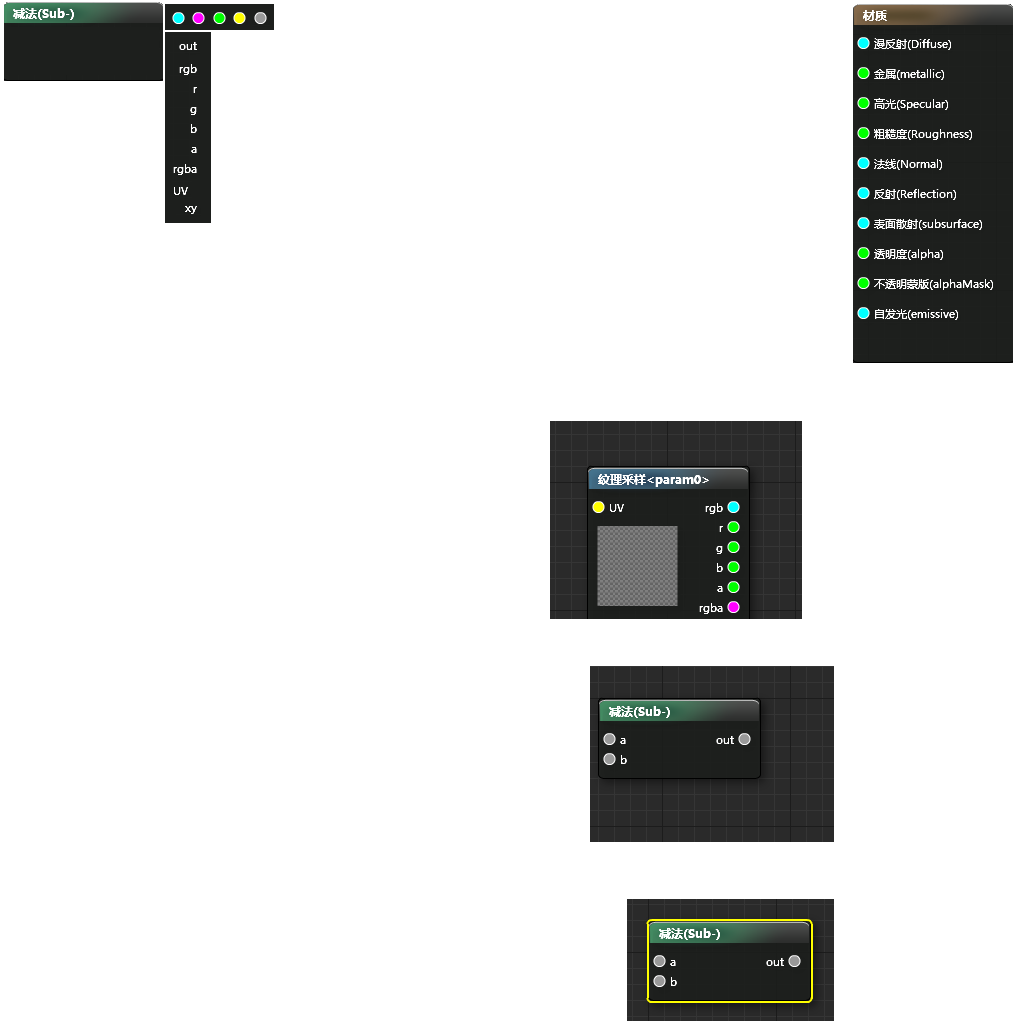 减法(Sub-)
out
rgb
r
g
b
a
rgba
UV
xy
材质
漫反射(Diffuse)
金属(metallic)
高光(Specular)
粗糙度(Roughness)
法线(Normal)
反射(Reflection)
表面散射(subsurface)
透明度(alpha)
不透明蒙版(alphaMask)
自发光(emissive)
纹理采样<param0>
UV rgb
r
g
b
a
rgba
减法(Sub-)
a out
b
减法(Sub-)
a out
b